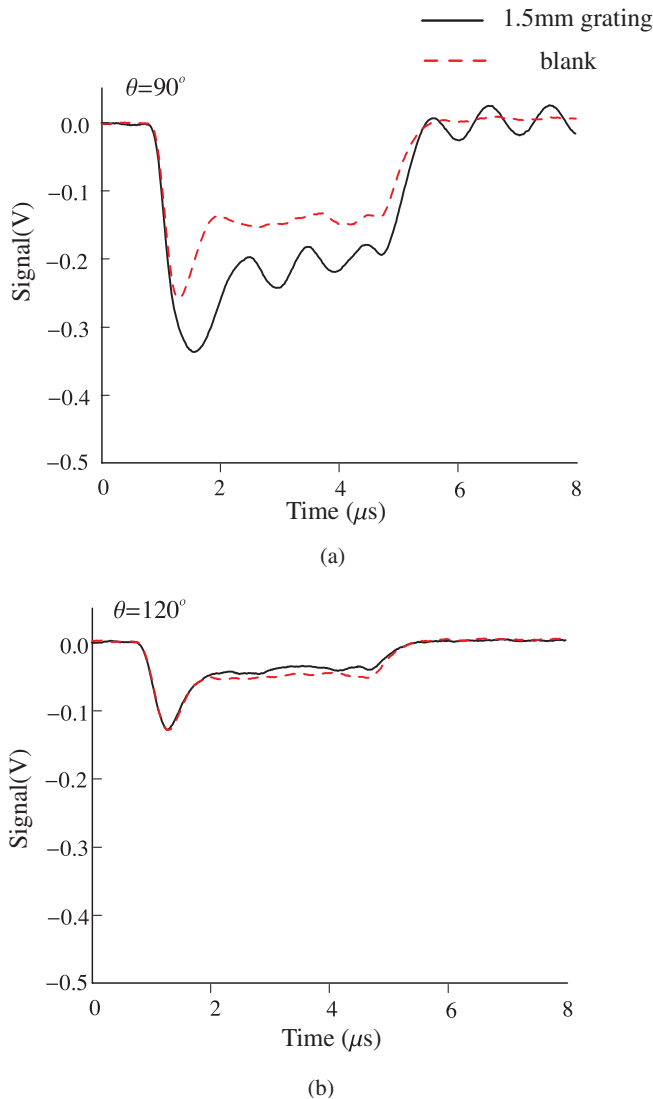 1.5mm grating
blank
θ=90°
0.0
−0.1
−0.2
−0.3
−0.4
−0.5
Signal(V)
0 2 4 6 8
Time (μs)
(a)
θ=120°
0.0
−0.1
−0.2
−0.3
−0.4
−0.5
Signal(V)
0 2 4 6 8
Time (μs)
(b)